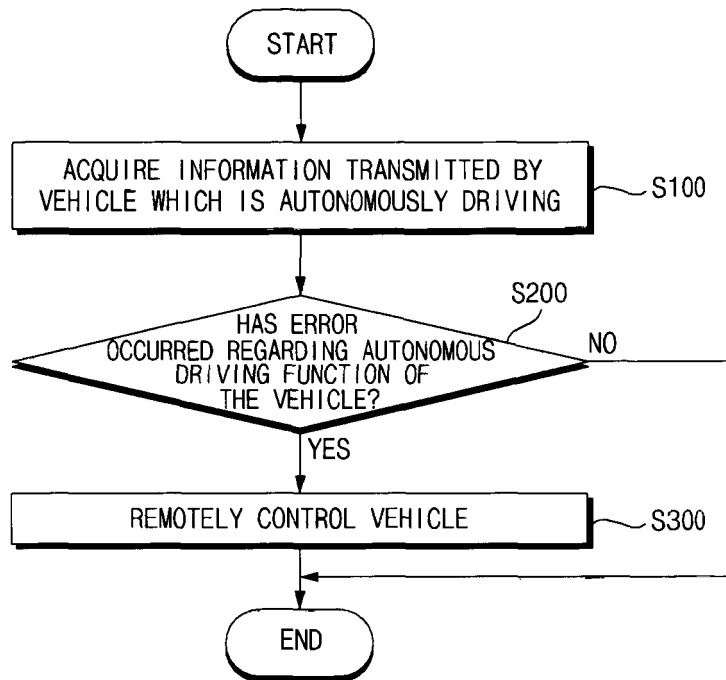 START
ACQUIRE INFORMATION TRANSMITTED BY
VEHICLE WHICH IS AUTONOMOUSLY DRIVING
S100
S200
HAS ERROR
OCCURRED REGARDING AUTONOMOUS
DRIVING FUNCTION OF
THE VEHICLE?
NO
YES
REMOTELY CONTROL VEHICLE
S300
END